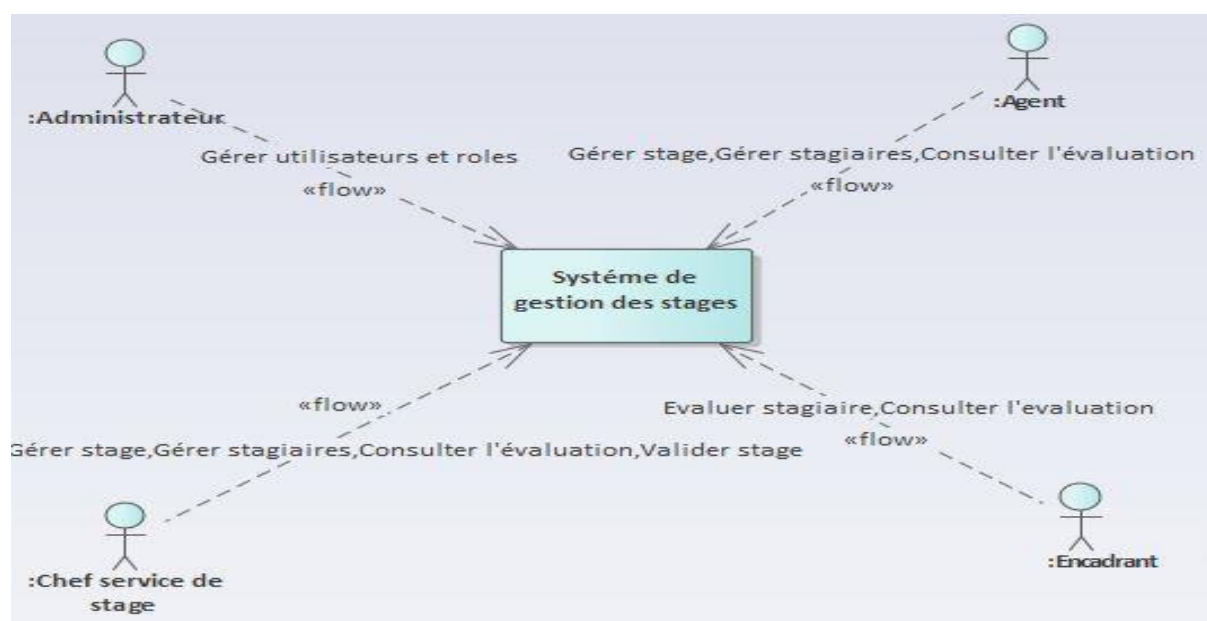 :Administrateur
:Agent
Gérer utilisateurs et roles
Gérer stage,Gérer stagiaires,Consulter l'évaluation
«flow»
«flow»
Systéme de
gestion des stages
«flow»
Evaluer stagiaire,Consulter l'evaluation
«flow»
Gérer stage,Gérer stagiaires,Consulter l'évaluation,Valider stage
:Encadrant
:Chef service de
stage